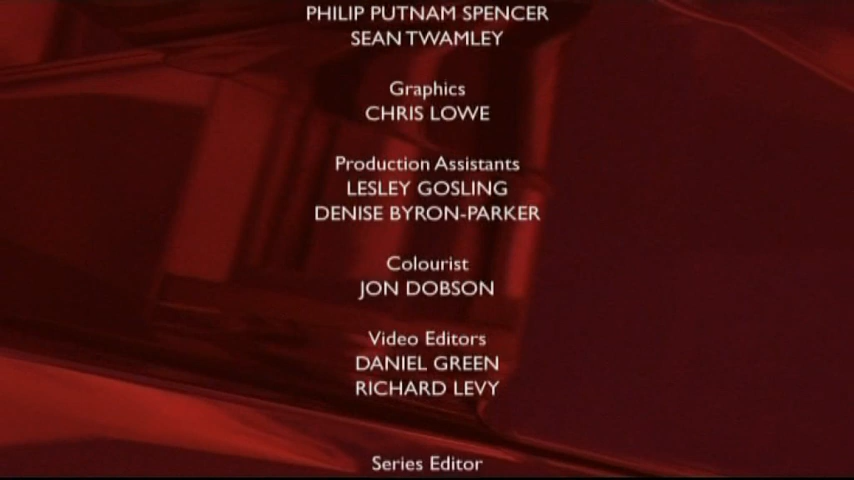 PHILIP PUTNAM SPENCER
SEAN TWAMLEY
Graphics
CHRIS LOWE
Production Assistants
LESLEY GOSLING
DENISE BYRON-PARKER
Colourist
JON DOBSON
Video Editors
DANIEL GREEN
RICHARD LEVY
Series Editor